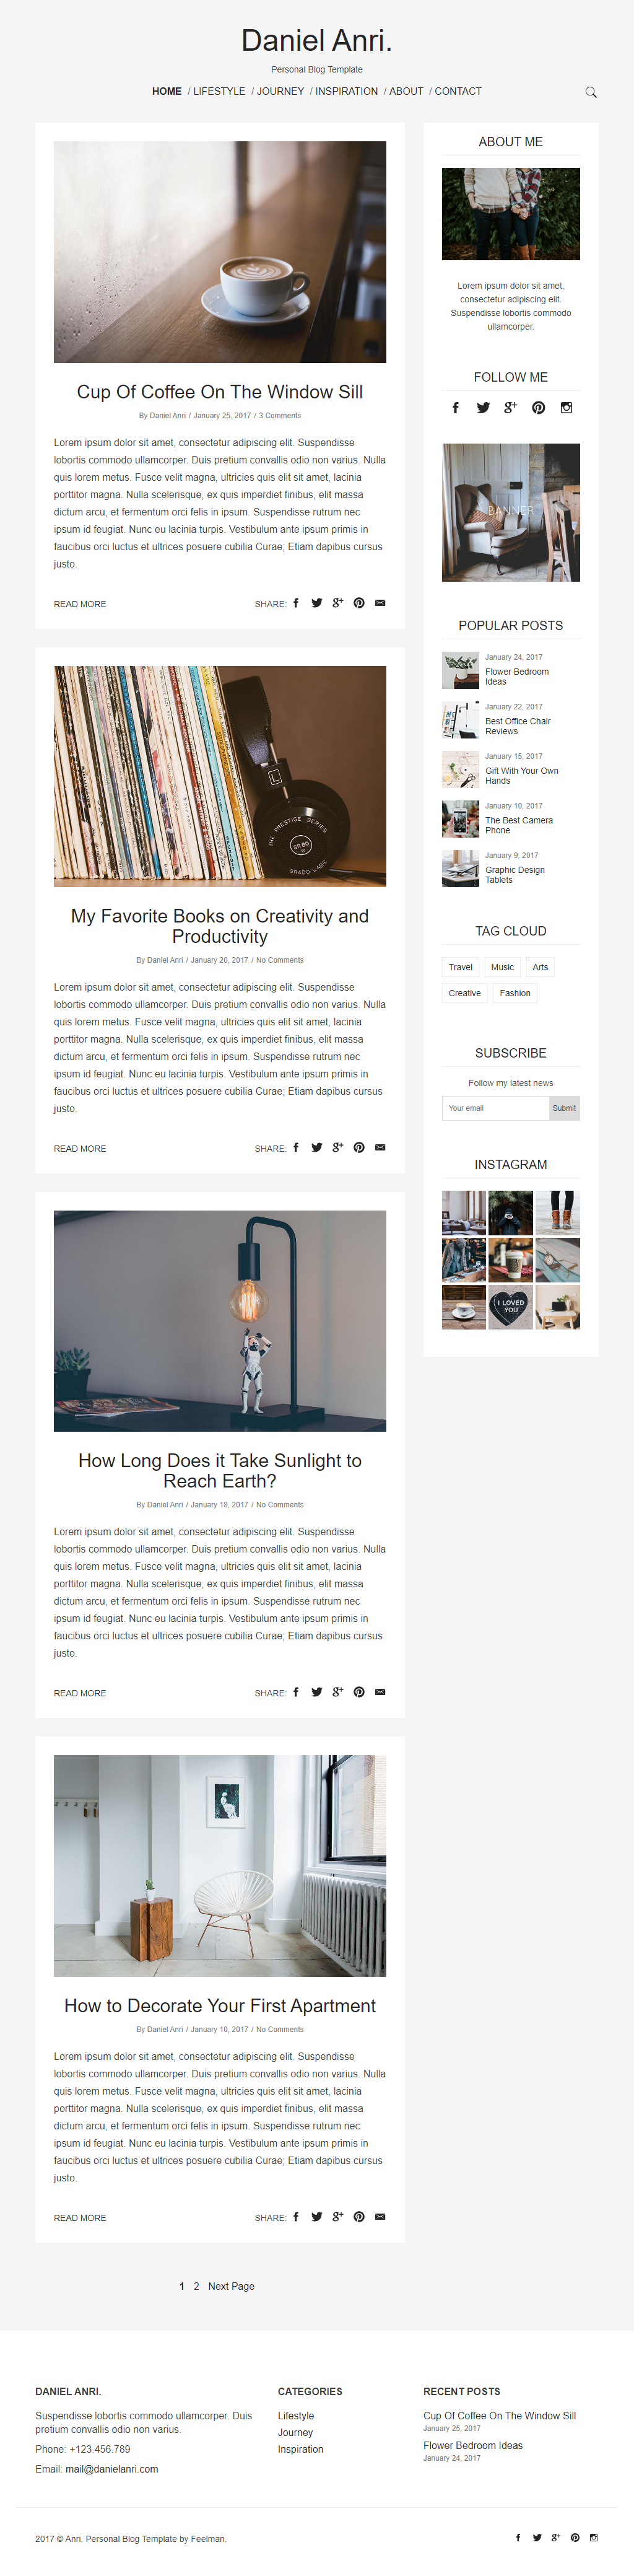 Daniel Anri.
Personal Blog Template
HOME / LIFESTYLE / JOURNEY / INSPIRATION / ABOUT / CONTACT
Cup Of Coffee On The Window Sill
By Daniel Anri / January 25, 2017 / 3 Comments
Lorem ipsum dolor sit amet, consectetur adipiscing elit. Suspendisse
lobortis commodo ullamcorper. Duis pretium convallis odio non varius. Nulla
quis lorem metus. Fusce velit magna, ultricies quis elit sit amet, lacinia
porttitor magna. Nulla scelerisque, ex quis imperdiet finibus, elit massa
dictum arcu, et fermentum orci felis in ipsum. Suspendisse rutrum nec
ipsum id feugiat. Nunc eu lacinia turpis. Vestibulum ante ipsum primis in
faucibus orci luctus et ultrices posuere cubilia Curae; Etiam dapibus cursus
justo.
READ MORE
SHARE:
L
THE PRESTIGE SERIES
SR80
GRADO LABS
My Favorite Books on Creativity and
Productivity
By Daniel Anri / January 20, 2017 / No Comments
Lorem ipsum dolor sit amet, consectetur adipiscing elit. Suspendisse
lobortis commodo ullamcorper. Duis pretium convallis odio non varius. Nulla
quis lorem metus. Fusce velit magna, ultricies quis elit sit amet, lacinia
porttitor magna. Nulla scelerisque, ex quis imperdiet finibus, elit massa
dictum arcu, et fermentum orci felis in ipsum. Suspendisse rutrum nec
ipsum id feugiat. Nunc eu lacinia turpis. Vestibulum ante ipsum primis in
faucibus orci luctus et ultrices posuere cubilia Curae; Etiam dapibus cursus
justo.
READ MORE
SHARE:
How Long Does it Take Sunlight to
Reach Earth?
By Daniel Anri / January 18, 2017 / No Comments
Lorem ipsum dolor sit amet, consectetur adipiscing elit. Suspendisse
lobortis commodo ullamcorper. Duis pretium convallis odio non varius. Nulla
quis lorem metus. Fusce velit magna, ultricies quis elit sit amet, lacinia
porttitor magna. Nulla scelerisque, ex quis imperdiet finibus, elit massa
dictum arcu, et fermentum orci felis in ipsum. Suspendisse rutrum nec
ipsum id feugiat. Nunc eu lacinia turpis. Vestibulum ante ipsum primis in
faucibus orci luctus et ultrices posuere cubilia Curae; Etiam dapibus cursus
justo.
READ MORE
SHARE:
How to Decorate Your First Apartment
By Daniel Anri / January 10, 2017 / No Comments
Lorem ipsum dolor sit amet, consectetur adipiscing elit. Suspendisse
lobortis commodo ullamcorper. Duis pretium convallis odio non varius. Nulla
quis lorem metus. Fusce velit magna, ultricies quis elit sit amet, lacinia
porttitor magna. Nulla scelerisque, ex quis imperdiet finibus, elit massa
dictum arcu, et fermentum orci felis in ipsum. Suspendisse rutrum nec
ipsum id feugiat. Nunc eu lacinia turpis. Vestibulum ante ipsum primis in
faucibus orci luctus et ultrices posuere cubilia Curae; Etiam dapibus cursus
justo.
READ MORE
SHARE:
1 2 Next Page
ABOUT ME
Lorem ipsum dolor sit amet,
consectetur adipiscing elit.
Suspendisse lobortis commodo
ullamcorper.
FOLLOW ME
BANNER
POPULAR POSTS
January 24, 2017
Flower Bedroom
Ideas
January 22, 2017
Best Office Chair
Reviews
January 15, 2017
Gift With Your Own
Hands
January 10, 2017
The Best Camera
Phone
January 9, 2017
Graphic Design
Tablets
TAG CLOUD
Travel Music Arts
Creative Fashion
SUBSCRIBE
Follow my latest news
Your email
Submit
INSTAGRAM
I LOVED
YOU
DANIEL ANRI.
Suspendisse lobortis commodo ullamcorper. Duis
pretium convallis odio non varius.
Phone: +123.456.789
Email: mail@danielanri.com
CATEGORIES
Lifestyle
Journey
Inspiration
RECENT POSTS
Cup Of Coffee On The Window Sill
January 25, 2017
Flower Bedroom Ideas
January 24, 2017
2017 © Anri. Personal Blog Template by Feelman.